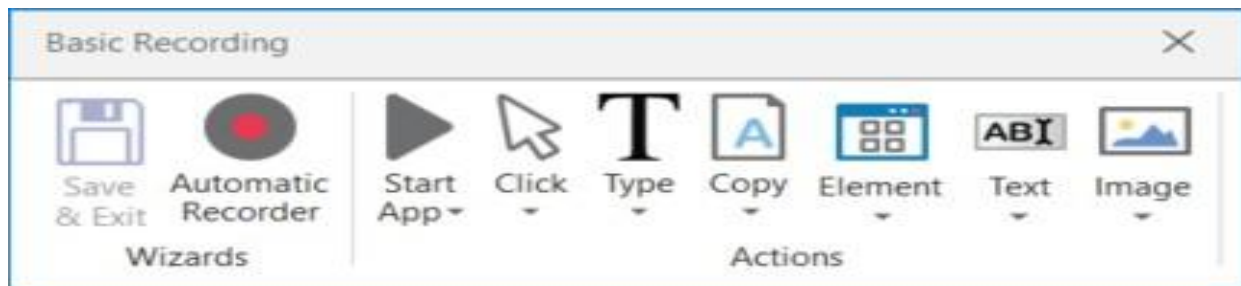 Basic Recording
Save
& Exit
Automatic
Recorder
Start
App
Click
Type
Copy
A
Element
ABI
Text
Image
Wizards
Actions